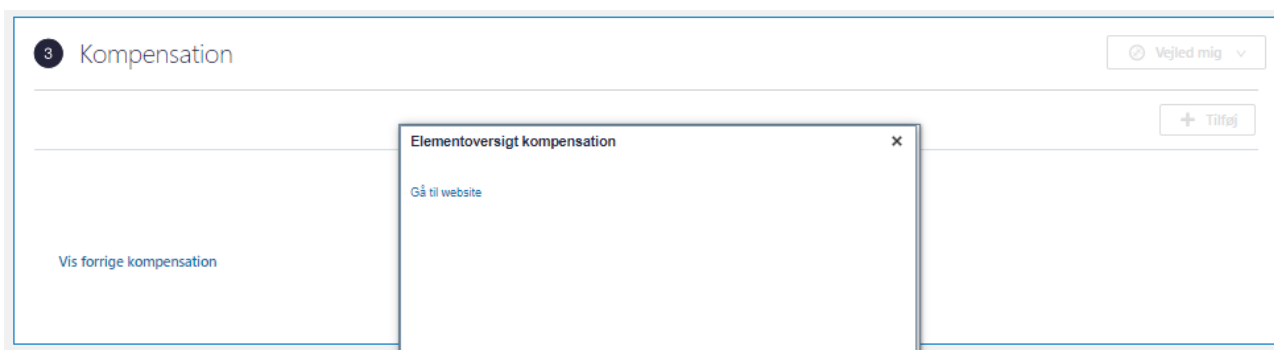 3 Kompensation
Vejled mig
Tilføj
Elementoversigt kompensation
Gå til website
Vis forrige kompensation